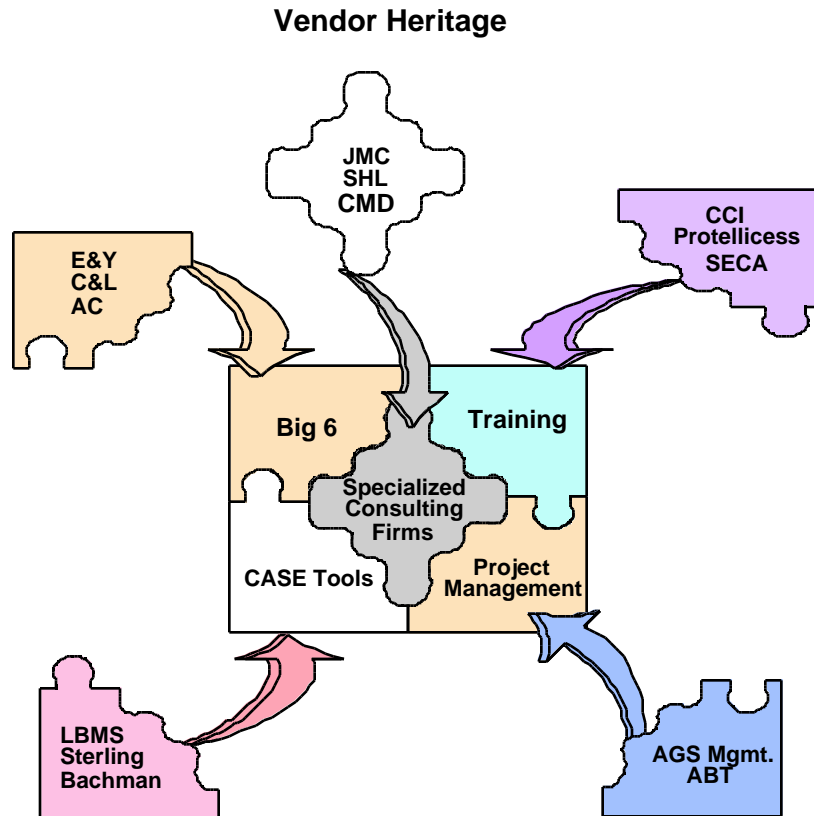 Vendor Heritage
JMC
SHL
CMD
E&Y
C&L
AC
CCI
Protellicess
SECA
Big 6
Training
Specialized
Consulting
Firms
CASE Tools
Project
Management
LBMS
Sterling
Bachman
AGS Mgmt.
ABT